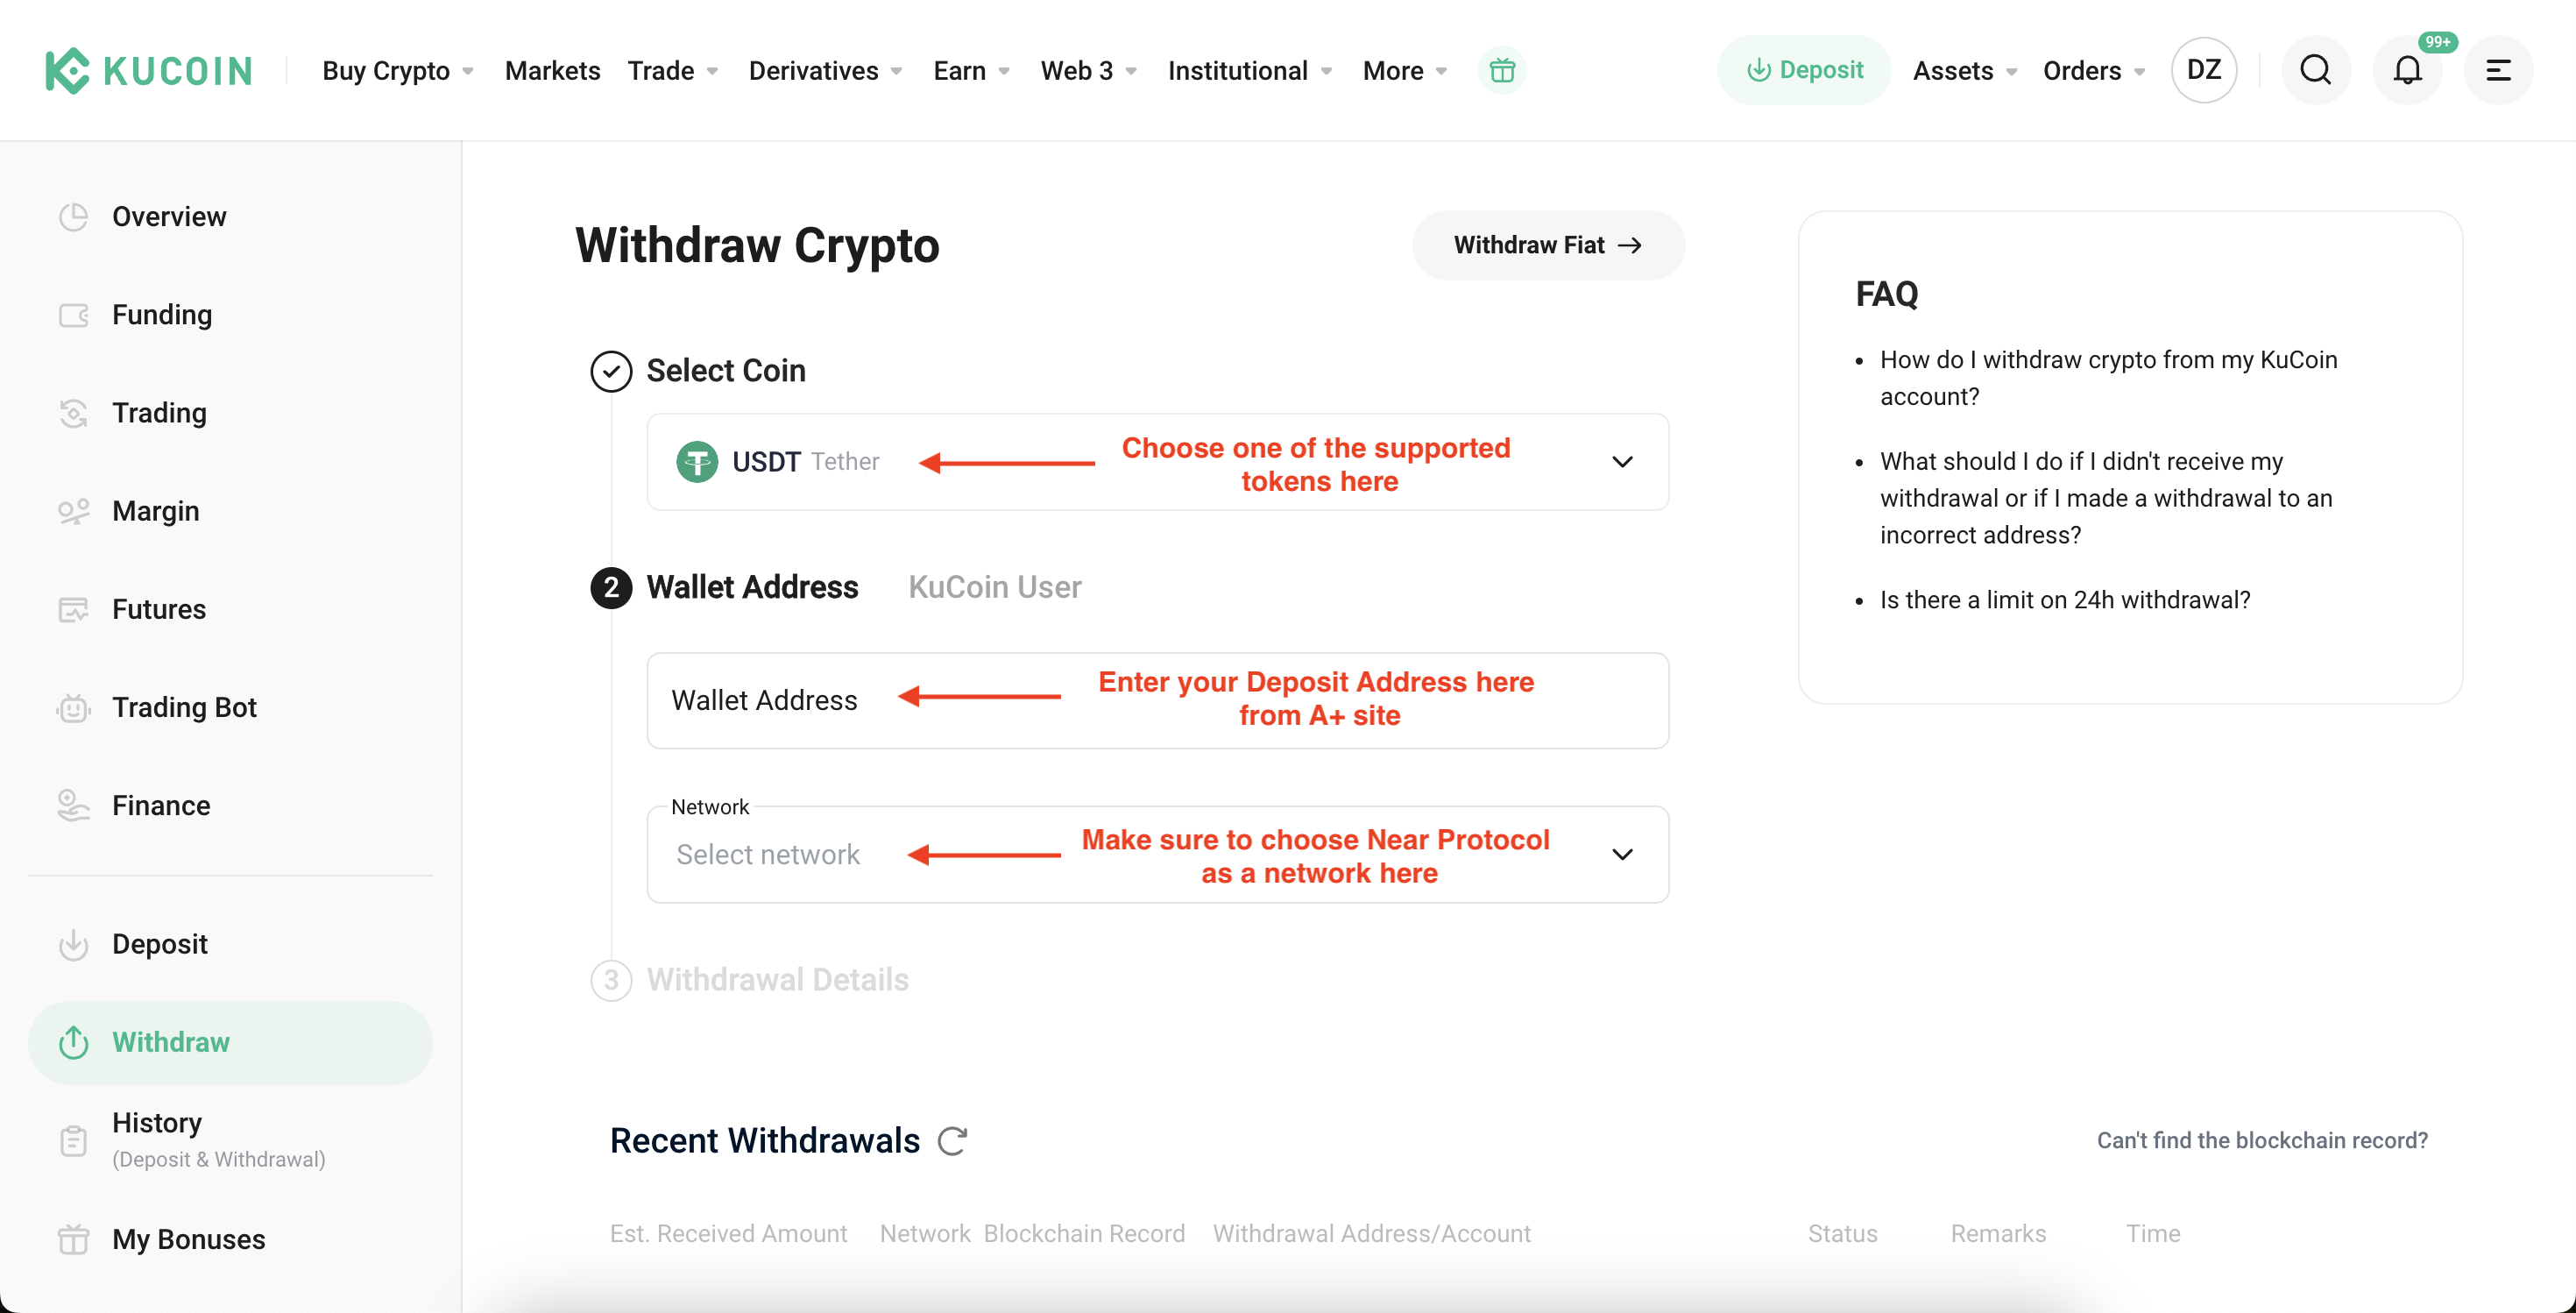 KUCOIN
Buy Crypto
Markets
Trade
Derivatives
Earn
Web 3
Institutional
More
Deposit
Assets
Orders
DZ
99+
Overview
Funding
Trading
Margin
Futures
Trading Bot
Finance
Deposit
Withdraw
History
(Deposit & Withdrawal)
My Bonuses
Withdraw Crypto
Withdraw Fiat →
Select Coin
USDT Tether
Choose one of the supported
tokens here
2 Wallet Address
KuCoin User
Wallet Address
Enter your Deposit Address here
from A+ site
Network
Select network
Make sure to choose Near Protocol
as a network here
3 Withdrawal Details
FAQ
• How do I withdraw crypto from my KuCoin
account?
• What should I do if I didn't receive my
withdrawal or if I made a withdrawal to an
incorrect address?
• Is there a limit on 24h withdrawal?
Recent Withdrawals
Can't find the blockchain record?
Est. Received Amount
Network
Blockchain Record
Withdrawal Address/Account
Status
Remarks
Time